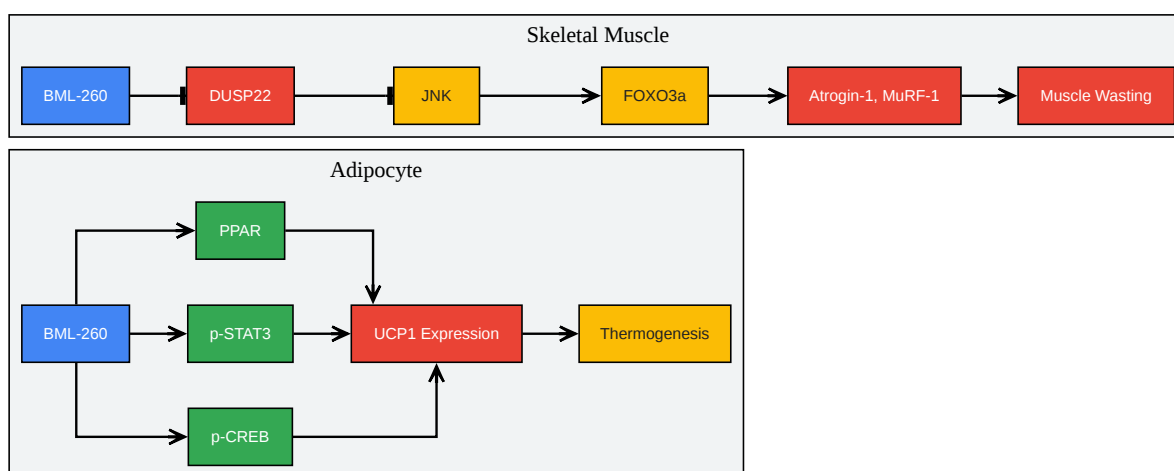 Skeletal Muscle
BML-260
DUSP22
JNK
FOXO3a
Atrogin-1, MuRF-1
Muscle Wasting
Adipocyte
PPAR
BML-260
p-STAT3
UCP1 Expression
Thermogenesis
p-CREB